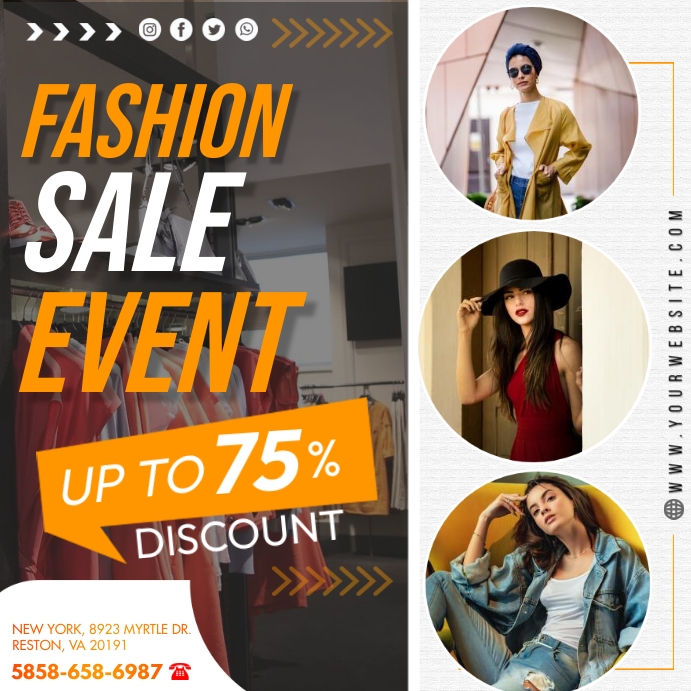 FASHION
SALE
EVENT
UP TO 75%
DISCOUNT
NEW YORK, 8923 MYRTLE DR.
RESTON, VA 20191
5858-658-6987
WWW.YOURWEBSITE.COM